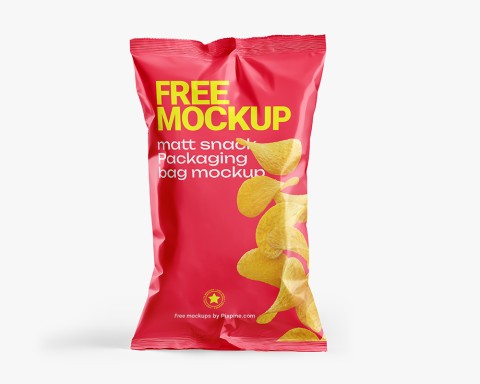 FREE
MOCKUP
matt snack
Packaging
bag mockup
Free mockups by Pixpine.com